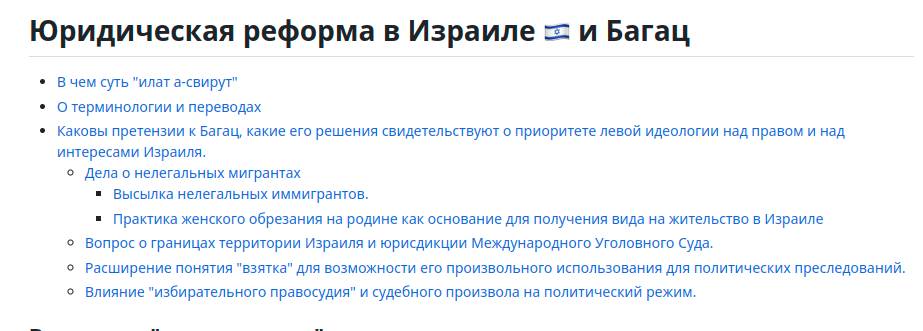 Юридическая реформа в Израиле 🇮🇱 и Багац
В чем суть "илат а-свирут"
О терминологии и переводах
Каковы претензии к Багац, какие его решения свидетельствуют о приоритете левой идеологии над правом и над
интересами Израиля.
Дела о нелегальных мигрантах
Высылка нелегальных иммигрантов.
Практика женского обрезания на родине как основание для получения вида на жительство в Израиле
Вопрос о границах территории Израиля и юрисдикции Международного Уголовного Суда.
Расширение понятия "взятка" для возможности его произвольного использования для политических преследований.
Влияние "избирательного правосудия" и судебного произвола на политический режим.